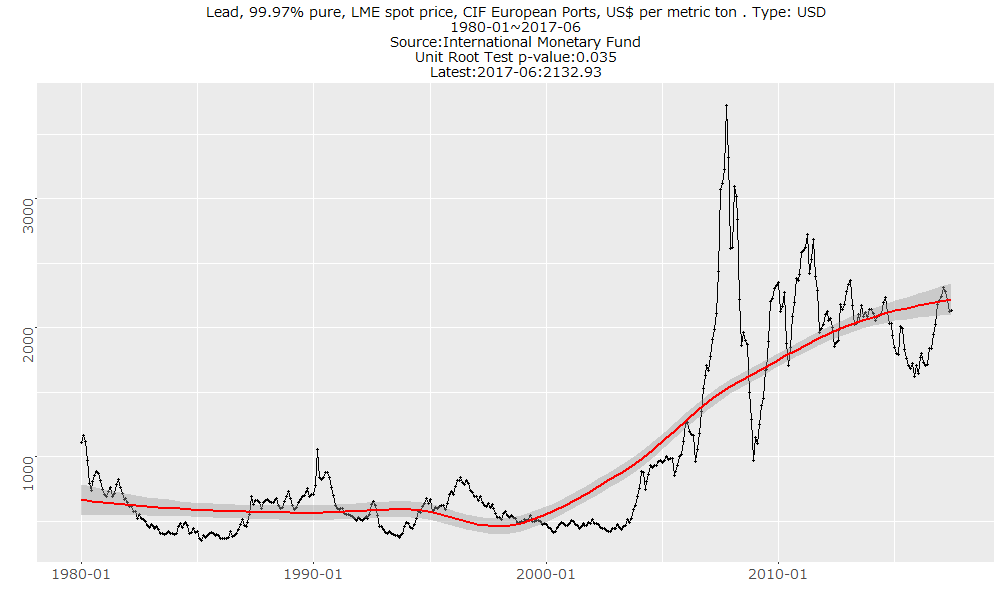 Lead, 99.97% pure, LME spot price, CIF European Ports, US$ per metric ton . Type: USD
1980-01~2017-06
Source:International Monetary Fund
Unit Root Test p-value:0.035
Latest:2017-06:2132.93
3000
2000
1000
1980-01
1990-01
2000-01
2010-01